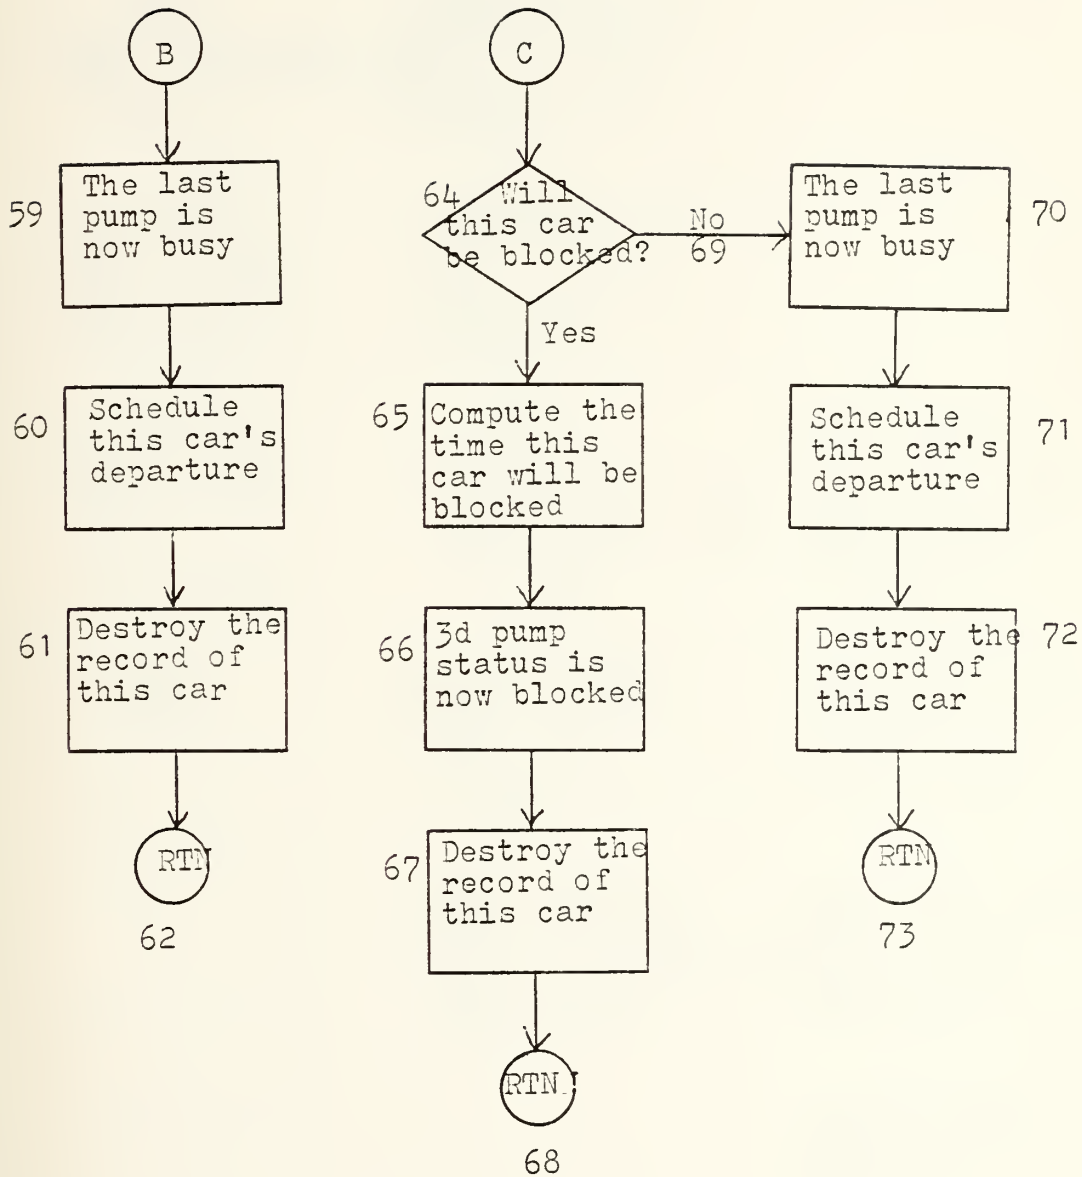 B
59
The last
pump is
now busy
60
Schedule
this car's
departure
61
Destroy the
record of
this car
RTN
62
C
64
Will
this car
be blocked?
No
69
Yes
65
Compute the
time this
car will be
blocked
66
3d pump
status is
now blocked
67
Destroy the
record of
this car
RTN
68
The last
pump is
now busy
70
Schedule
this car's
departure
71
Destroy the
record of
this car
72
RTN
73